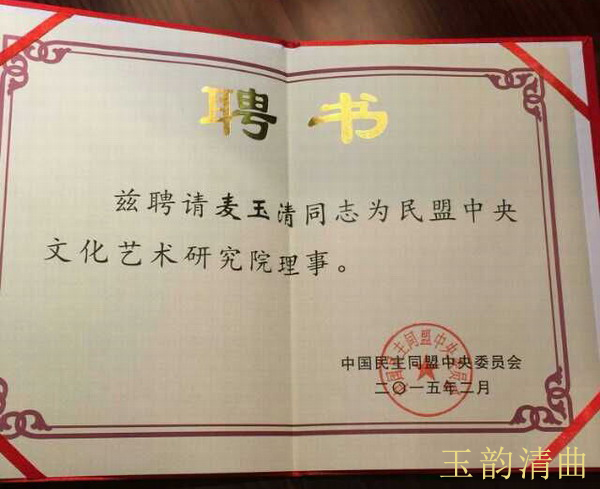 聘书
兹聘请麦玉清同志为民盟中央
文化艺术研究院理事。
中国民主同盟中央委员会
二〇一五年二月
玉韵清曲